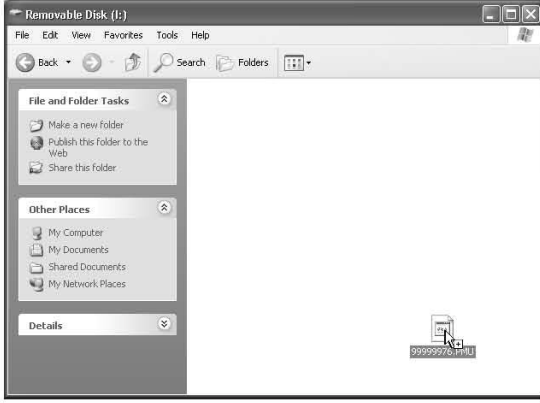 Removable Disk (I:)
File Edit View Favorites Tools Help
Back Search Folders
File and Folder Tasks
Make a new folder
Publish this folder to the
Web
Share this folder
Other Places
My Computer
My Documents
Shared Documents
My Network Places
Details
99999976.PMU